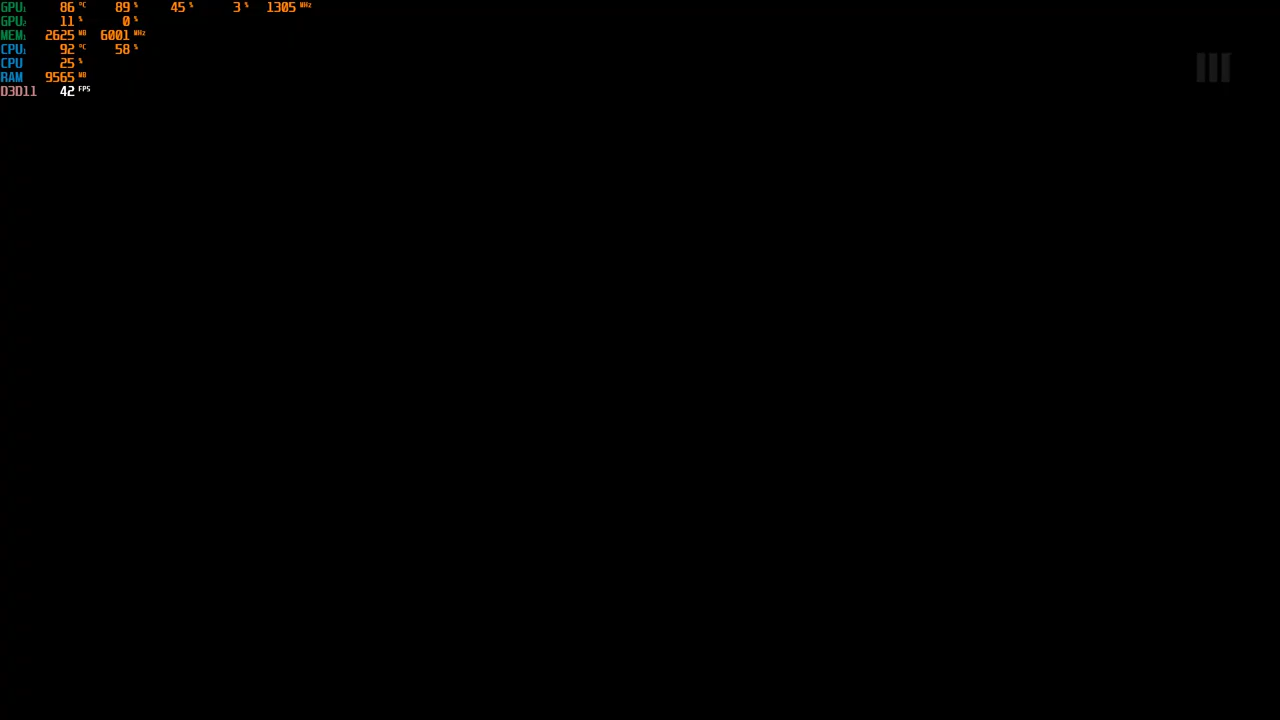 GPU1 86 °C 89 % 45 % 3 % 1305 MHz
GPU2 11 % 0 %
MEM1 2625 MB 6001 MHz
CPU1 92 °C 58 %
CPU 25 %
RAM 9565 MB
D3D11 42 FPS